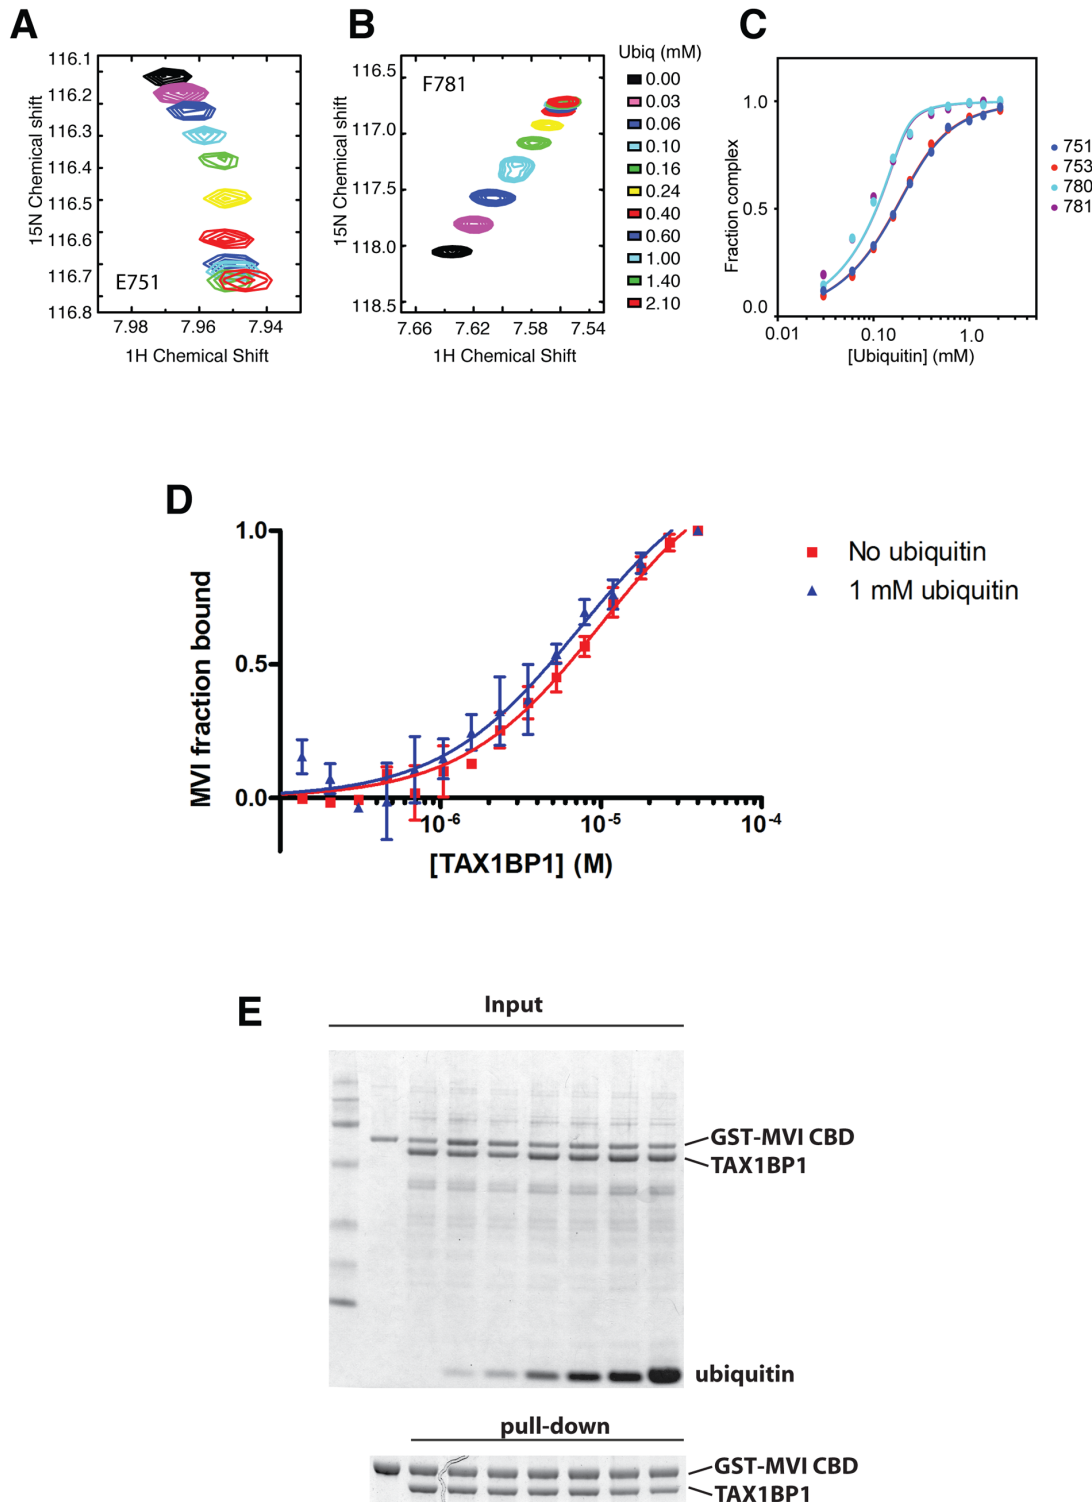 A
B
C
116.1
116.2
116.3
116.4
116.5
116.6
116.7
116.8
15N Chemical shift
E751
7.98 7.96 7.94
1H Chemical Shift
116.5
117.0
117.5
118.0
118.5
15N Chemical shift
F781
7.66 7.62 7.58 7.54
1H Chemical Shift
Ubiq (mM)
0.00
0.03
0.06
0.10
0.16
0.24
0.40
0.60
1.00
1.40
2.10
1.0
0.5
0.0
Fraction complex
0.01 0.10 1.0
[Ubiquitin] (mM)
751
753
780
781
D
1.0
0.5
0.0
MVI fraction bound
10-6 10-5 10-4
[TAX1BP1] (M)
No ubiquitin
1 mM ubiquitin
E
Input
GST-MVI CBD
TAX1BP1
ubiquitin
pull-down
GST-MVI CBD
TAX1BP1